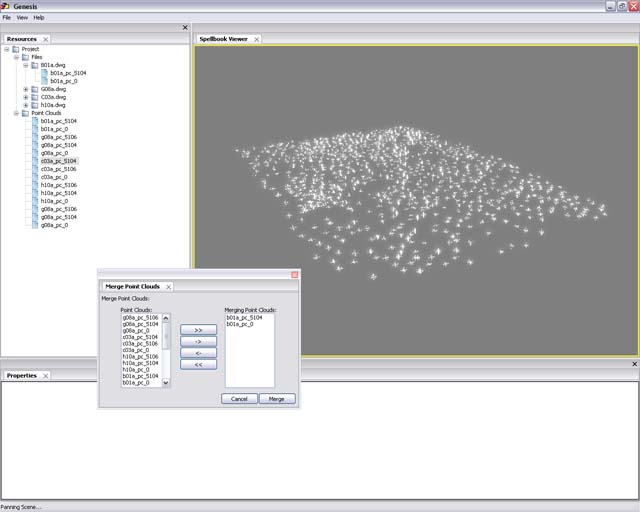 Genesis
File View Help
Resources
Project
Files
B01a.dwg
b01a_pc_5104
b01a_pc_0
G08a.dwg
C03a.dwg
h10a.dwg
Point Clouds
b01a_pc_5104
b01a_pc_0
g08a_pc_5106
g08a_pc_5104
g08a_pc_0
c03a_pc_5104
c03a_pc_5106
c03a_pc_0
h10a_pc_5106
h10a_pc_5104
h10a_pc_0
g08a_pc_5106
g08a_pc_5104
g08a_pc_0
Spellbook Viewer
Merge Point Clouds
Merge Point Clouds:
Point Clouds:
g08a_pc_5106
g08a_pc_5104
g08a_pc_0
c03a_pc_5104
c03a_pc_5106
c03a_pc_0
h10a_pc_5106
h10a_pc_5104
h10a_pc_0
b01a_pc_5104
b01a_pc_0
>>
->
<-
<<
Merging Point Clouds:
b01a_pc_5104
b01a_pc_0
Cancel Merge
Properties
Panning Scene...